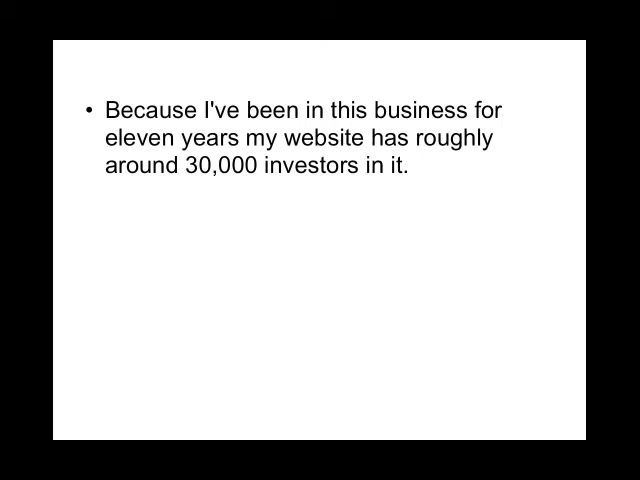 • Because I've been in this business for
eleven years my website has roughly
around 30,000 investors in it.